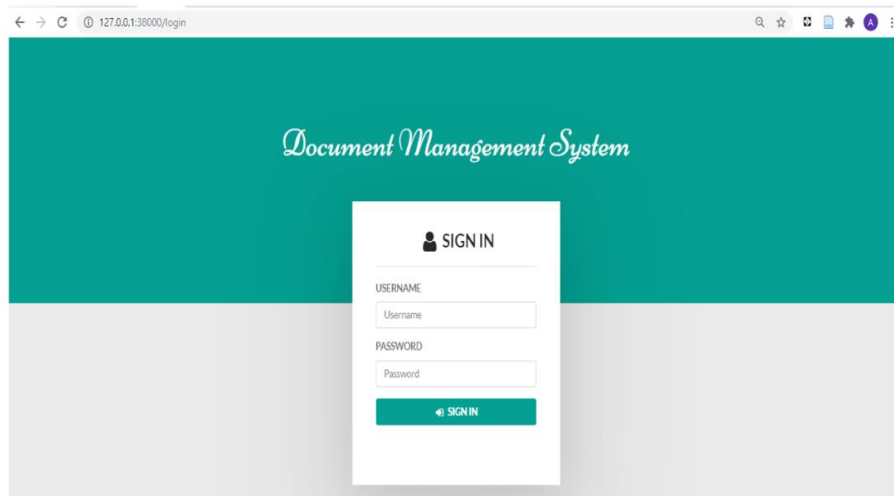 127.0.0.1:38000/login
A
Document Management System
SIGN IN
USERNAME
Username
PASSWORD
Password
SIGN IN